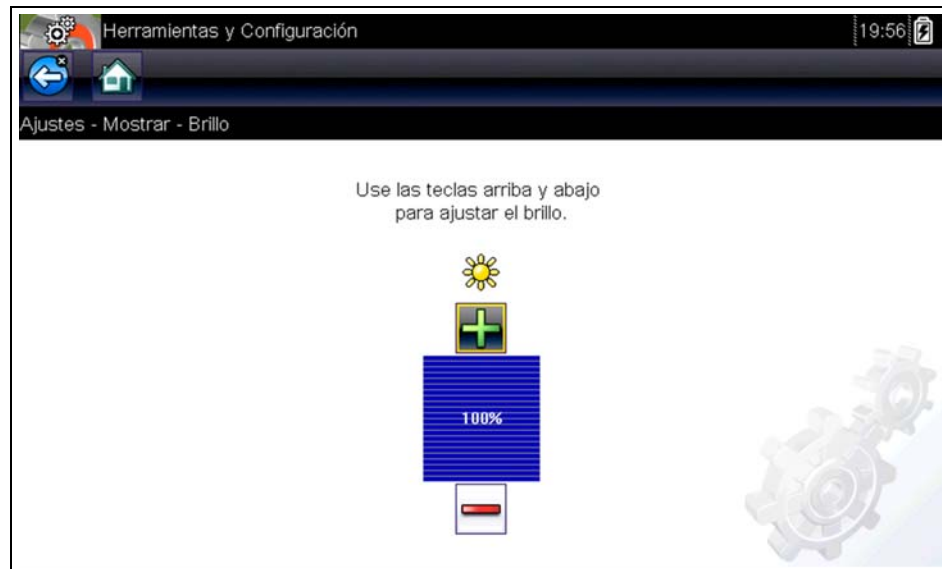 Herramientas y Configuración
19:56
Ajustes - Mostrar - Brillo
Use las teclas arriba y abajo
para ajustar el brillo.
100%